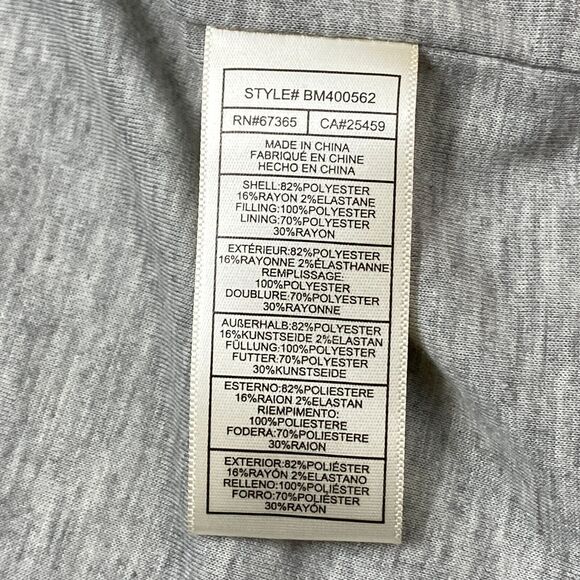 STYLE# BM400562
RN#67365 CA#25459
MADE IN CHINA
FABRIQUÉ EN CHINE
HECHO EN CHINA
SHELL:82%POLYESTER
16%RAYON 2%ELASTANE
FILLING:100%POLYESTER
LINING:70%POLYESTER
30%RAYON
EXTÉRIEUR:82%POLYESTER
16%RAYONNE 2%ÉLASTHANNE
REMPLISSAGE:
100%POLYESTER
DOUBLURE:70%POLYESTER
30%RAYONNE
AUßERHALB:82%POLYESTER
16%KUNSTSEIDE 2%ELASTAN
FÜLLUNG:100%POLYESTER
FUTTER:70%POLYESTER
30%KUNSTSEIDE
ESTERNO:82%POLIESTERE
16%RAION 2%ELASTAN
RIEMPIMENTO:
100%POLIESTERE
FODERA:70%POLIESTERE
30%RAION
EXTERIOR:82%POLIÉSTER
16%RAYÓN 2%ELASTANO
RELLENO:100%POLIÉSTER
FORRO:70%POLIÉSTER
30%RAYÓN